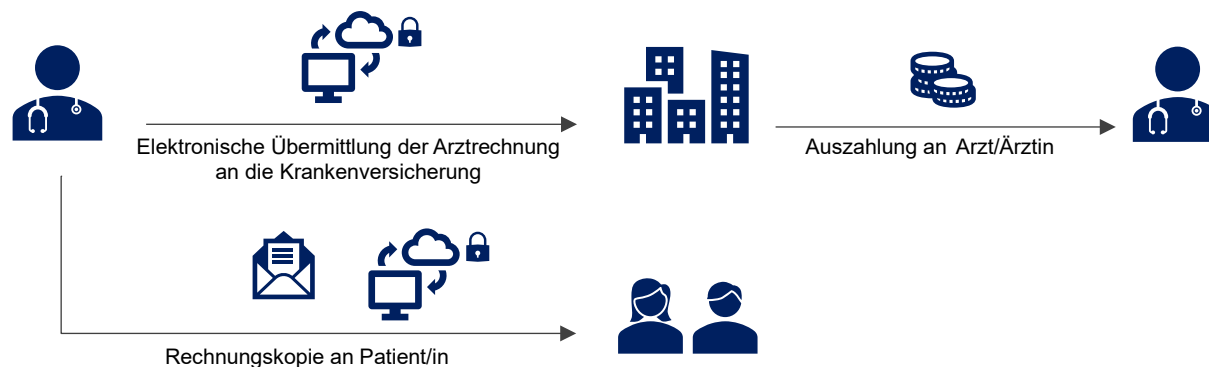 Elektronische Übermittlung der Arztrechnung
an die Krankenversicherung
Auszahlung an Arzt/Ärztin
Rechnungskopie an Patient/in